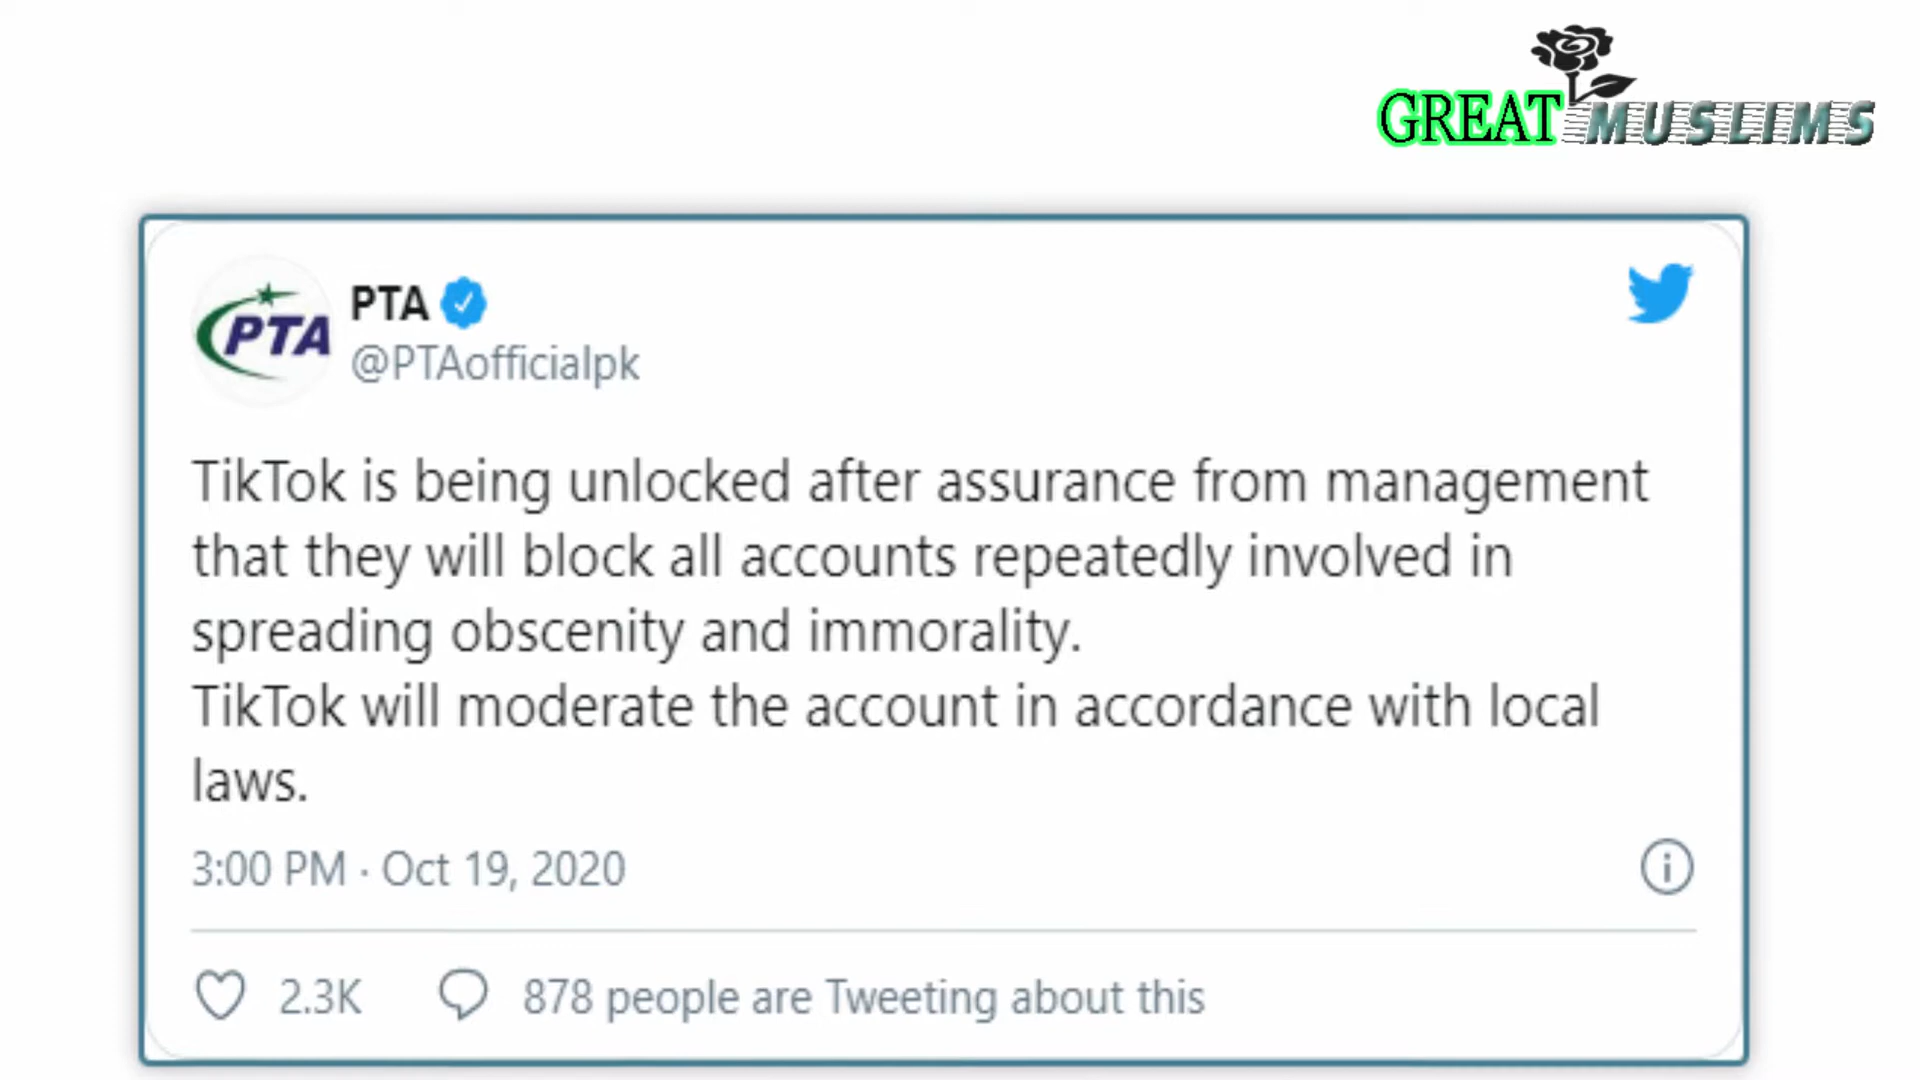 GREAT MUSLIMS
PTA
PTA
@PTAofficialpk
TikTok is being unlocked after assurance from management
that they will block all accounts repeatedly involved in
spreading obscenity and immorality.
TikTok will moderate the account in accordance with local
laws.
3:00 PM · Oct 19, 2020
2.3K 878 people are Tweeting about this